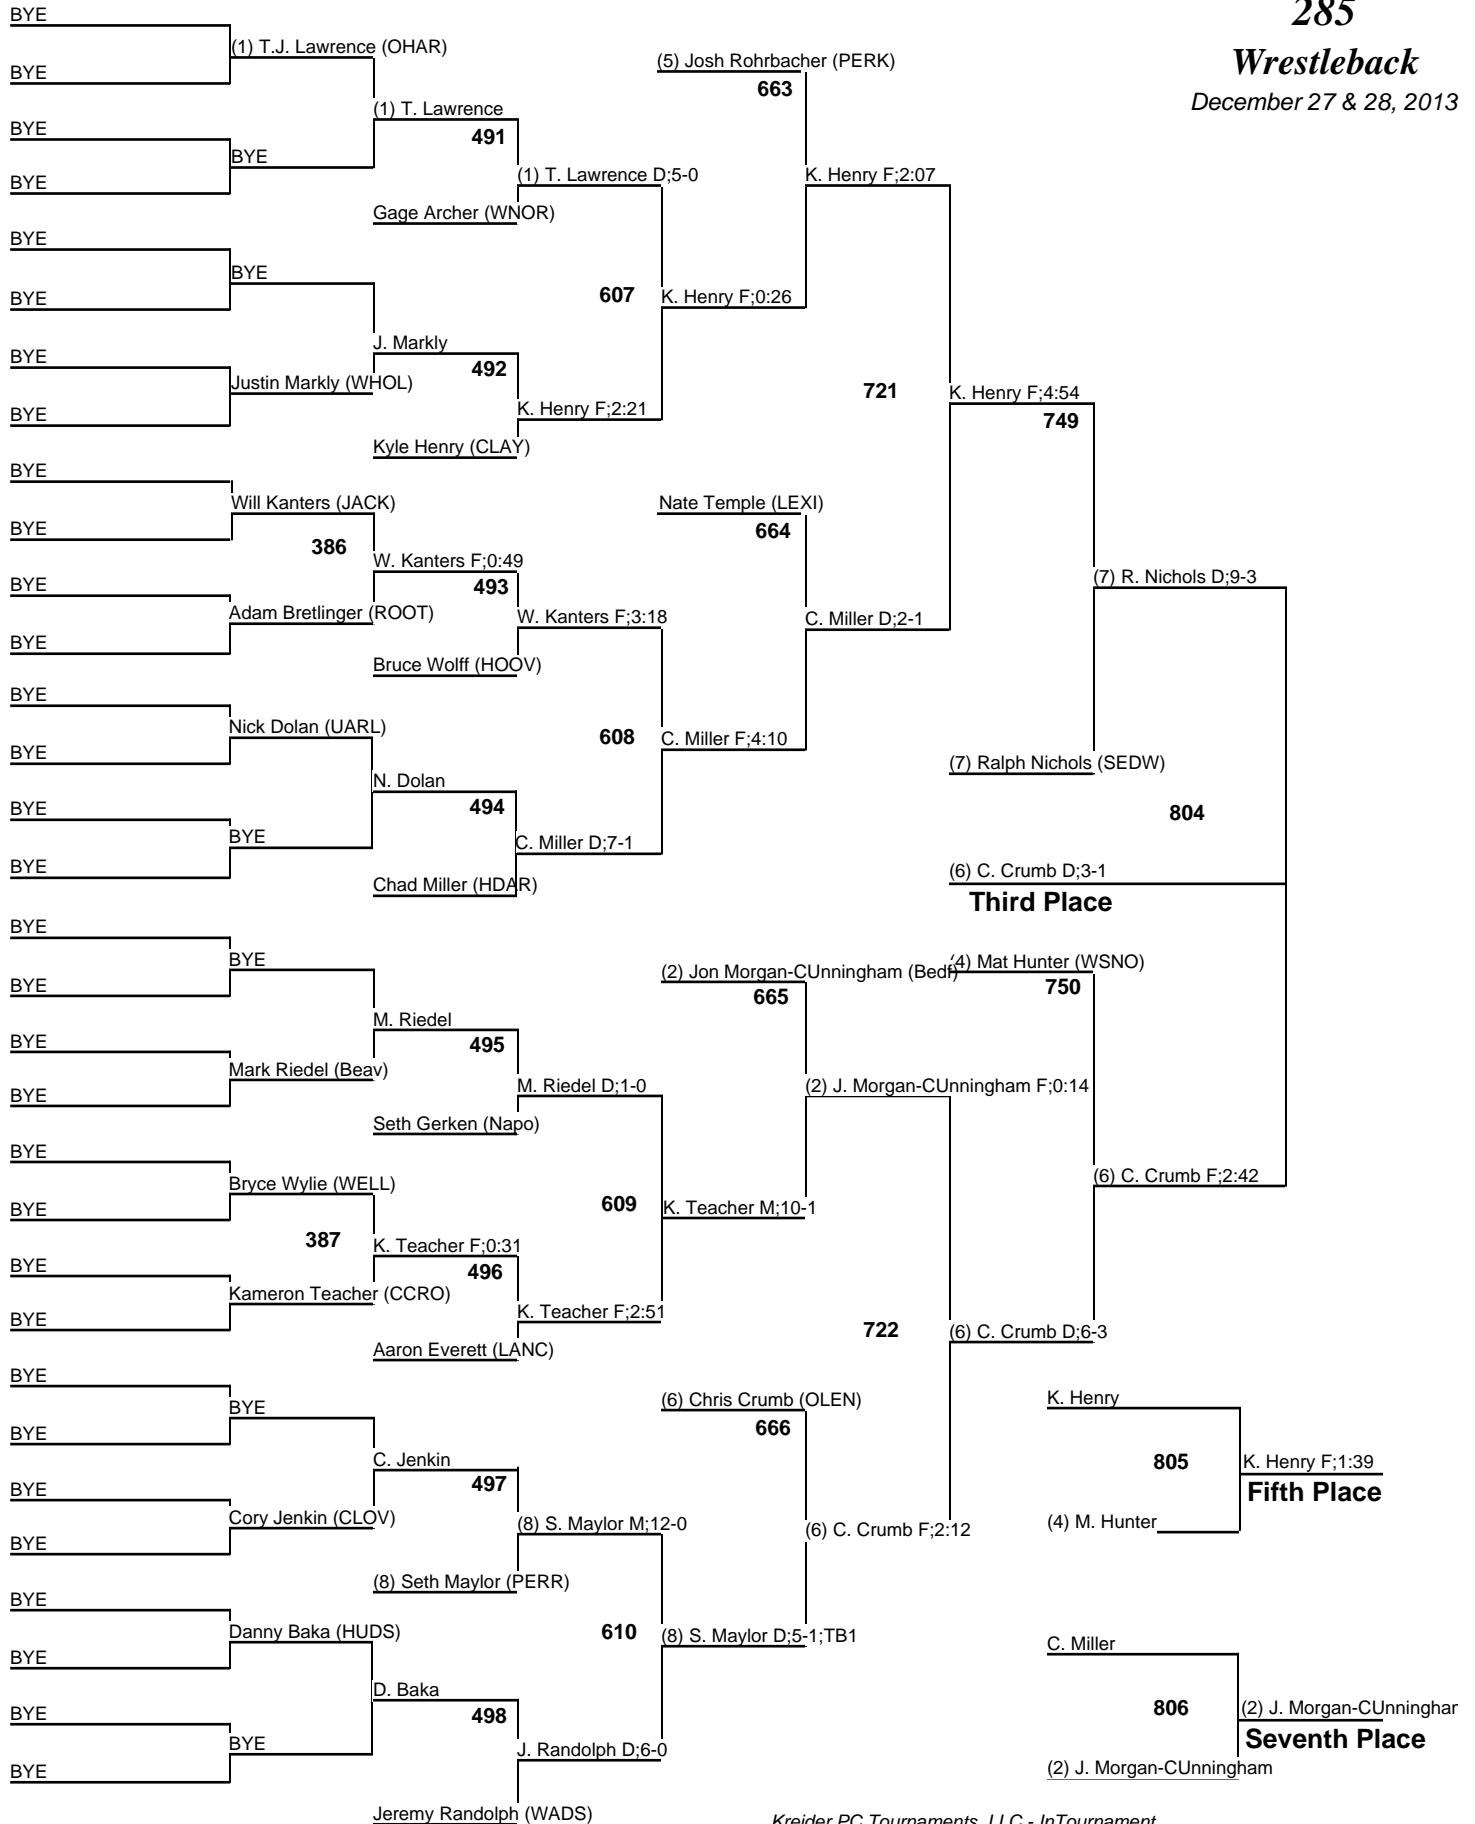 BYE
285
(1) T.J. Lawrence (OHAR)
(5) Josh Rohrbacher (PERK)
Wrestleback
BYE
663
December 27 & 28, 2013
(1) T. Lawrence
BYE
491
BYE
(1) T. Lawrence D;5-0
K. Henry F;2:07
BYE
Gage Archer (WNOR)
BYE
BYE
607
K. Henry F;0:26
BYE
J. Markly
BYE
492
Justin Markly (WHOL)
721
K. Henry F;4:54
BYE
K. Henry F;2:21
749
Kyle Henry (CLAY)
BYE
Will Kanters (JACK)
Nate Temple (LEXI)
BYE
664
386
W. Kanters F;0:49
BYE
493
(7) R. Nichols D;9-3
Adam Bretlinger (ROOT)
W. Kanters F;3:18
C. Miller D;2-1
BYE
Bruce Wolff (HOOV)
BYE
Nick Dolan (UARL)
608
C. Miller F;4:10
BYE
(7) Ralph Nichols (SEDW)
N. Dolan
BYE
494
804
BYE
C. Miller D;7-1
BYE
(6) C. Crumb D;3-1
Chad Miller (HDAR)
Third Place
BYE
BYE
(4) Mat Hunter (WSNO)
BYE
(2) Jon Morgan-CUnningham (Bedf)
665
750
M. Riedel
BYE
495
Mark Riedel (Beav)
BYE
M. Riedel D;1-0
(2) J. Morgan-CUnningham F;0:14
Seth Gerken (Napo)
BYE
Bryce Wylie (WELL)
(6) C. Crumb F;2:42
BYE
609
K. Teacher M;10-1
387
K. Teacher F;0:31
BYE
496
Kameron Teacher (CCRO)
BYE
K. Teacher F;2:51
722
(6) C. Crumb D;6-3
Aaron Everett (LANC)
BYE
BYE
(6) Chris Crumb (OLEN)
K. Henry
BYE
666
C. Jenkin
805
K. Henry F;1:39
BYE
497
Fifth Place
Cory Jenkin (CLOV)
(8) S. Maylor M;12-0
(6) C. Crumb F;2:12
(4) M. Hunter
BYE
(8) Seth Maylor (PERR)
BYE
Danny Baka (HUDS)
610
(8) S. Maylor D;5-1;TB1
C. Miller
BYE
D. Baka
BYE
498
806
(2) J. Morgan-CUnningham
BYE
J. Randolph D;6-0
Seventh Place
BYE
(2) J. Morgan-CUnningham
Jeremy Randolph (WADS)
Kreider PC Tournaments, LLC - InTournament